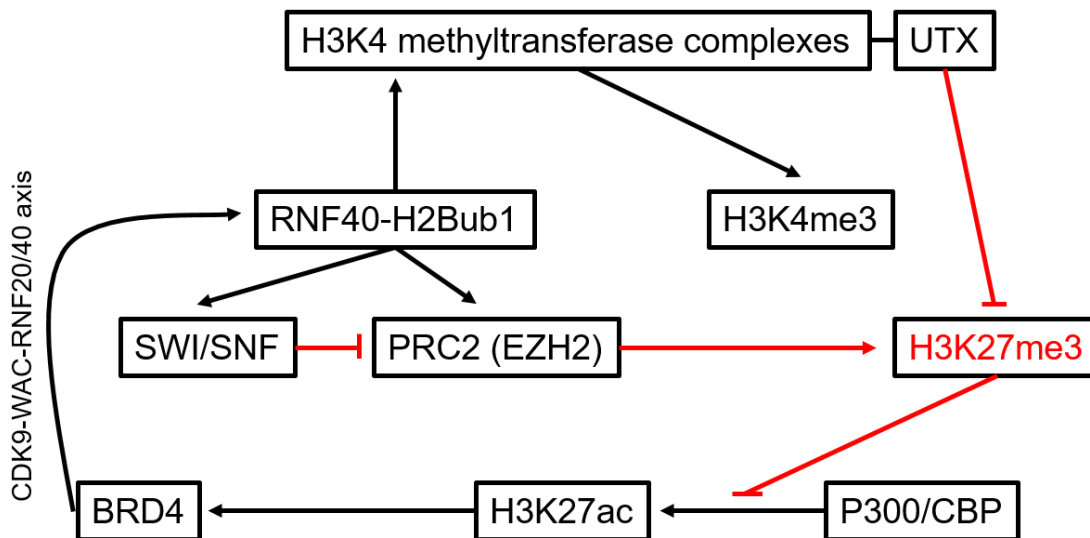 H3K4 methyltransferase complexes
UTX
CDK9-WAC-RNF20/40 axis
RNF40-H2Bub1
H3K4me3
SWI/SNF
PRC2 (EZH2)
H3K27me3
BRD4
H3K27ac
P300/CBP